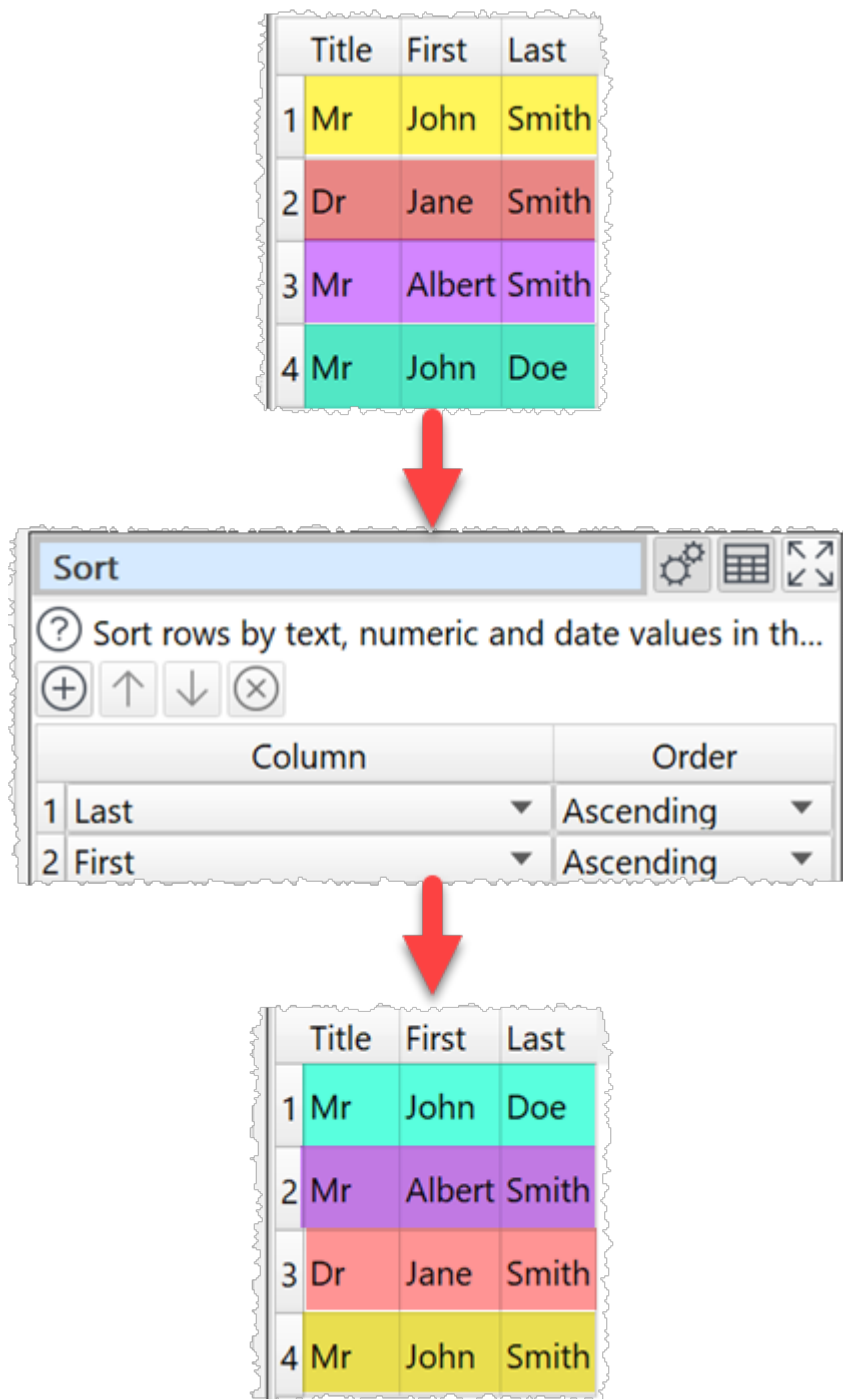 Title First Last
1 Mr John Smith
2 Dr Jane Smith
3 Mr Albert Smith
4 Mr John Doe
Sort
Sort rows by text, numeric and date values in th...
Column Order
1 Last Ascending
2 First Ascending
Title First Last
1 Mr John Doe
2 Mr Albert Smith
3 Dr Jane Smith
4 Mr John Smith